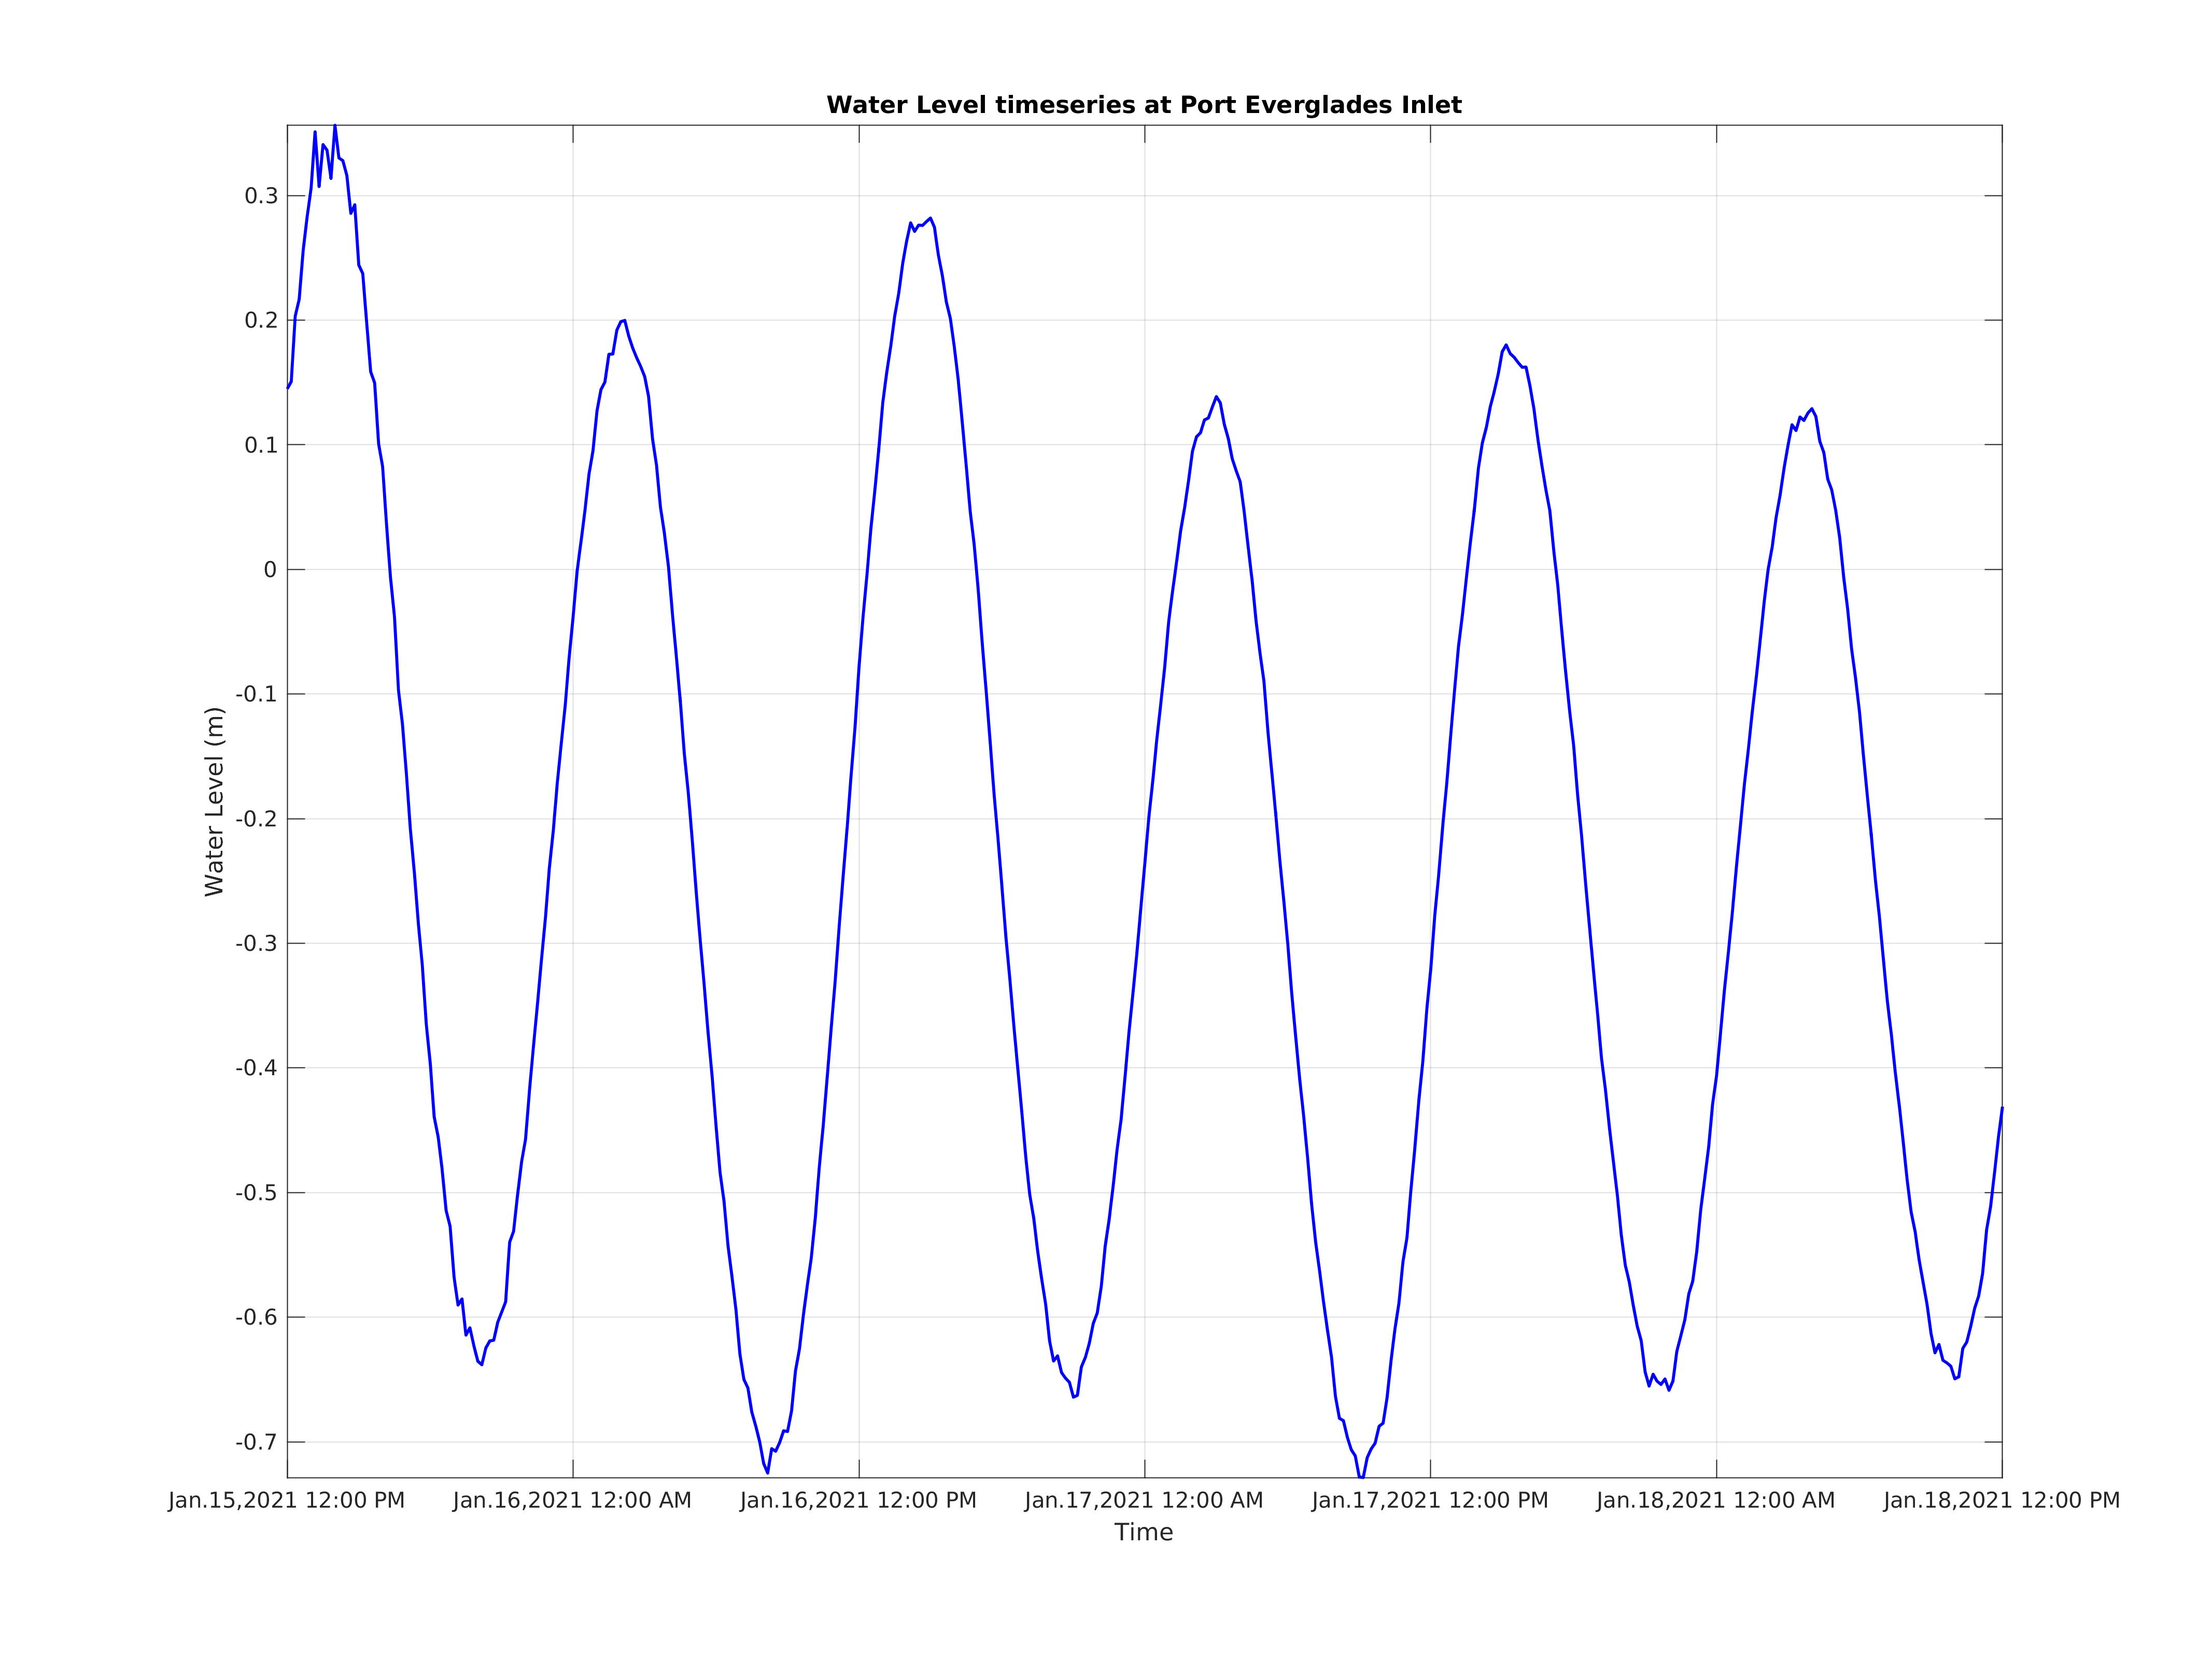 Water Level timeseries at Port Everglades Inlet
0.3
0.2
0.1
0
-0.1
-0.2
-0.3
-0.4
-0.5
-0.6
-0.7
Water Level (m)
Jan.15,2021 12:00 PM Jan.16,2021 12:00 AM Jan.16,2021 12:00 PM Jan.17,2021 12:00 AM Jan.17,2021 12:00 PM Jan.18,2021 12:00 AM Jan.18,2021 12:00 PM
Time